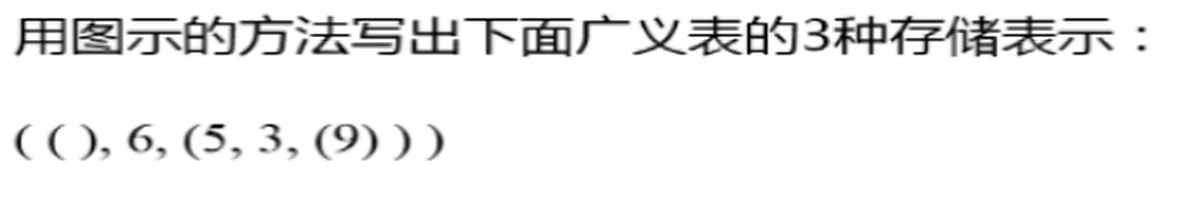 用图示的方法写出下面广义表的3种存储表示：
( ( ), 6, (5, 3, (9) ) )